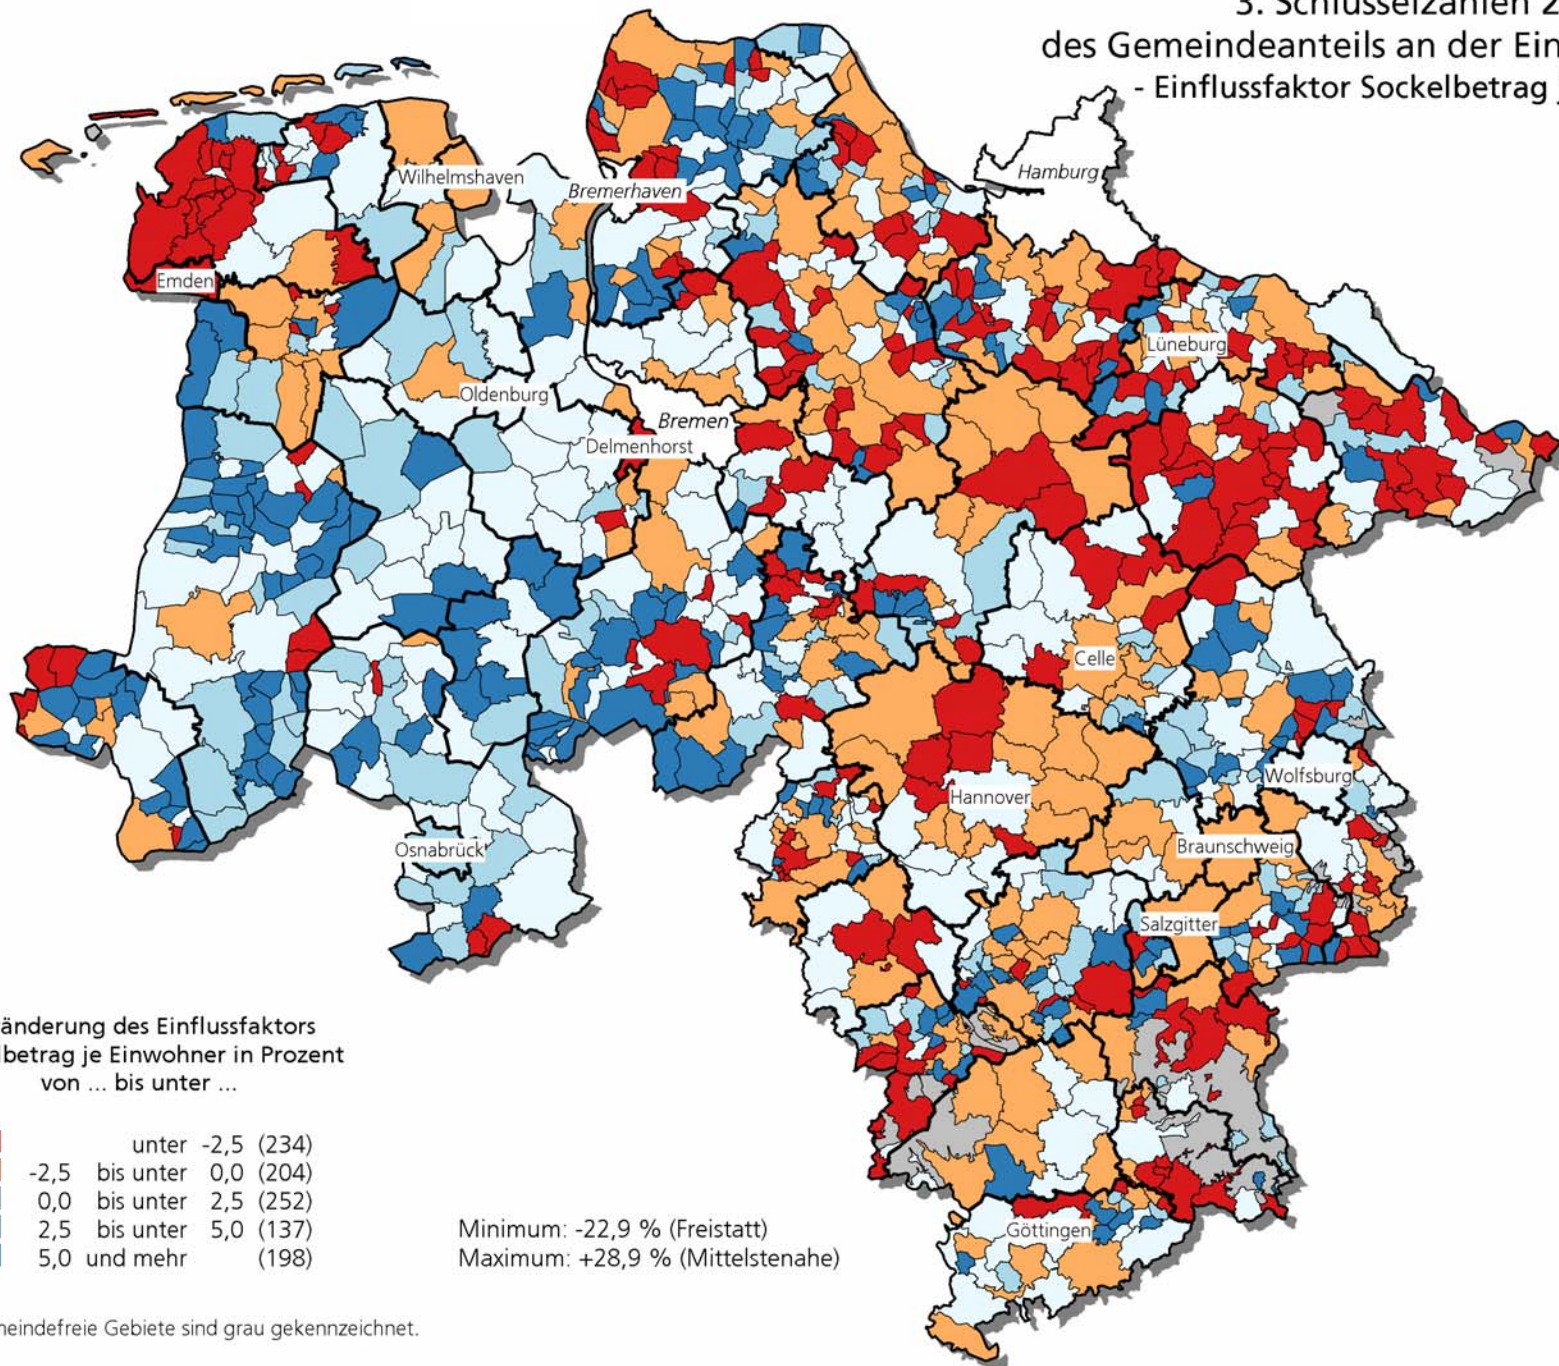 3. Schlüsselzahlen 2
des Gemeindeanteils an der Ein
- Einflussfaktor Sockelbetrag
Hamburg
Wilhelmshaven
Bremerhaven
Emden
Lüneburg
Oldenburg
Bremen
Delmenhorst
Celle
Wolfsburg
Hannover
Braunschweig
Osnabrück
Salzgitter
Göttingen
änderung des Einflussfaktors
lbetrag je Einwohner in Prozent
von ... bis unter ...
unter -2,5 (234)
-2,5 bis unter 0,0 (204)
0,0 bis unter 2,5 (252)
2,5 bis unter 5,0 (137)
5,0 und mehr (198)
Minimum: -22,9 % (Freistatt)
Maximum: +28,9 % (Mittelstenahe)
neindefreie Gebiete sind grau gekennzeichnet.